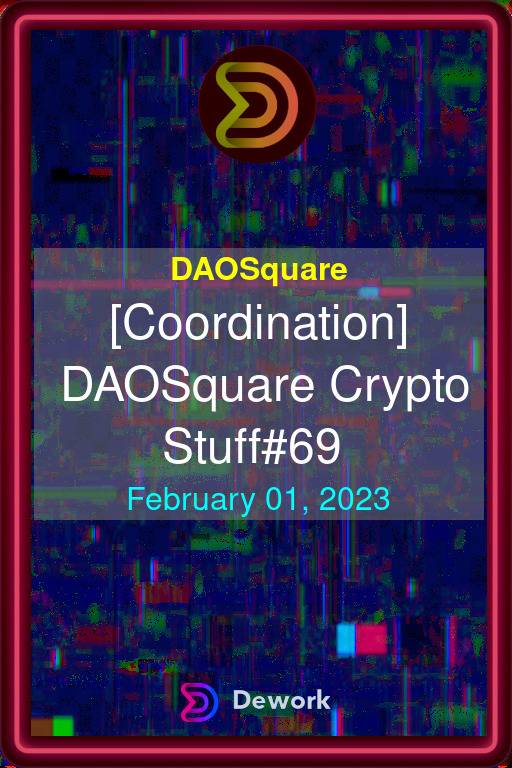 DAOSquare
[Coordination]
DAOSquare Crypto
Stuff#69
February 01, 2023
Dework